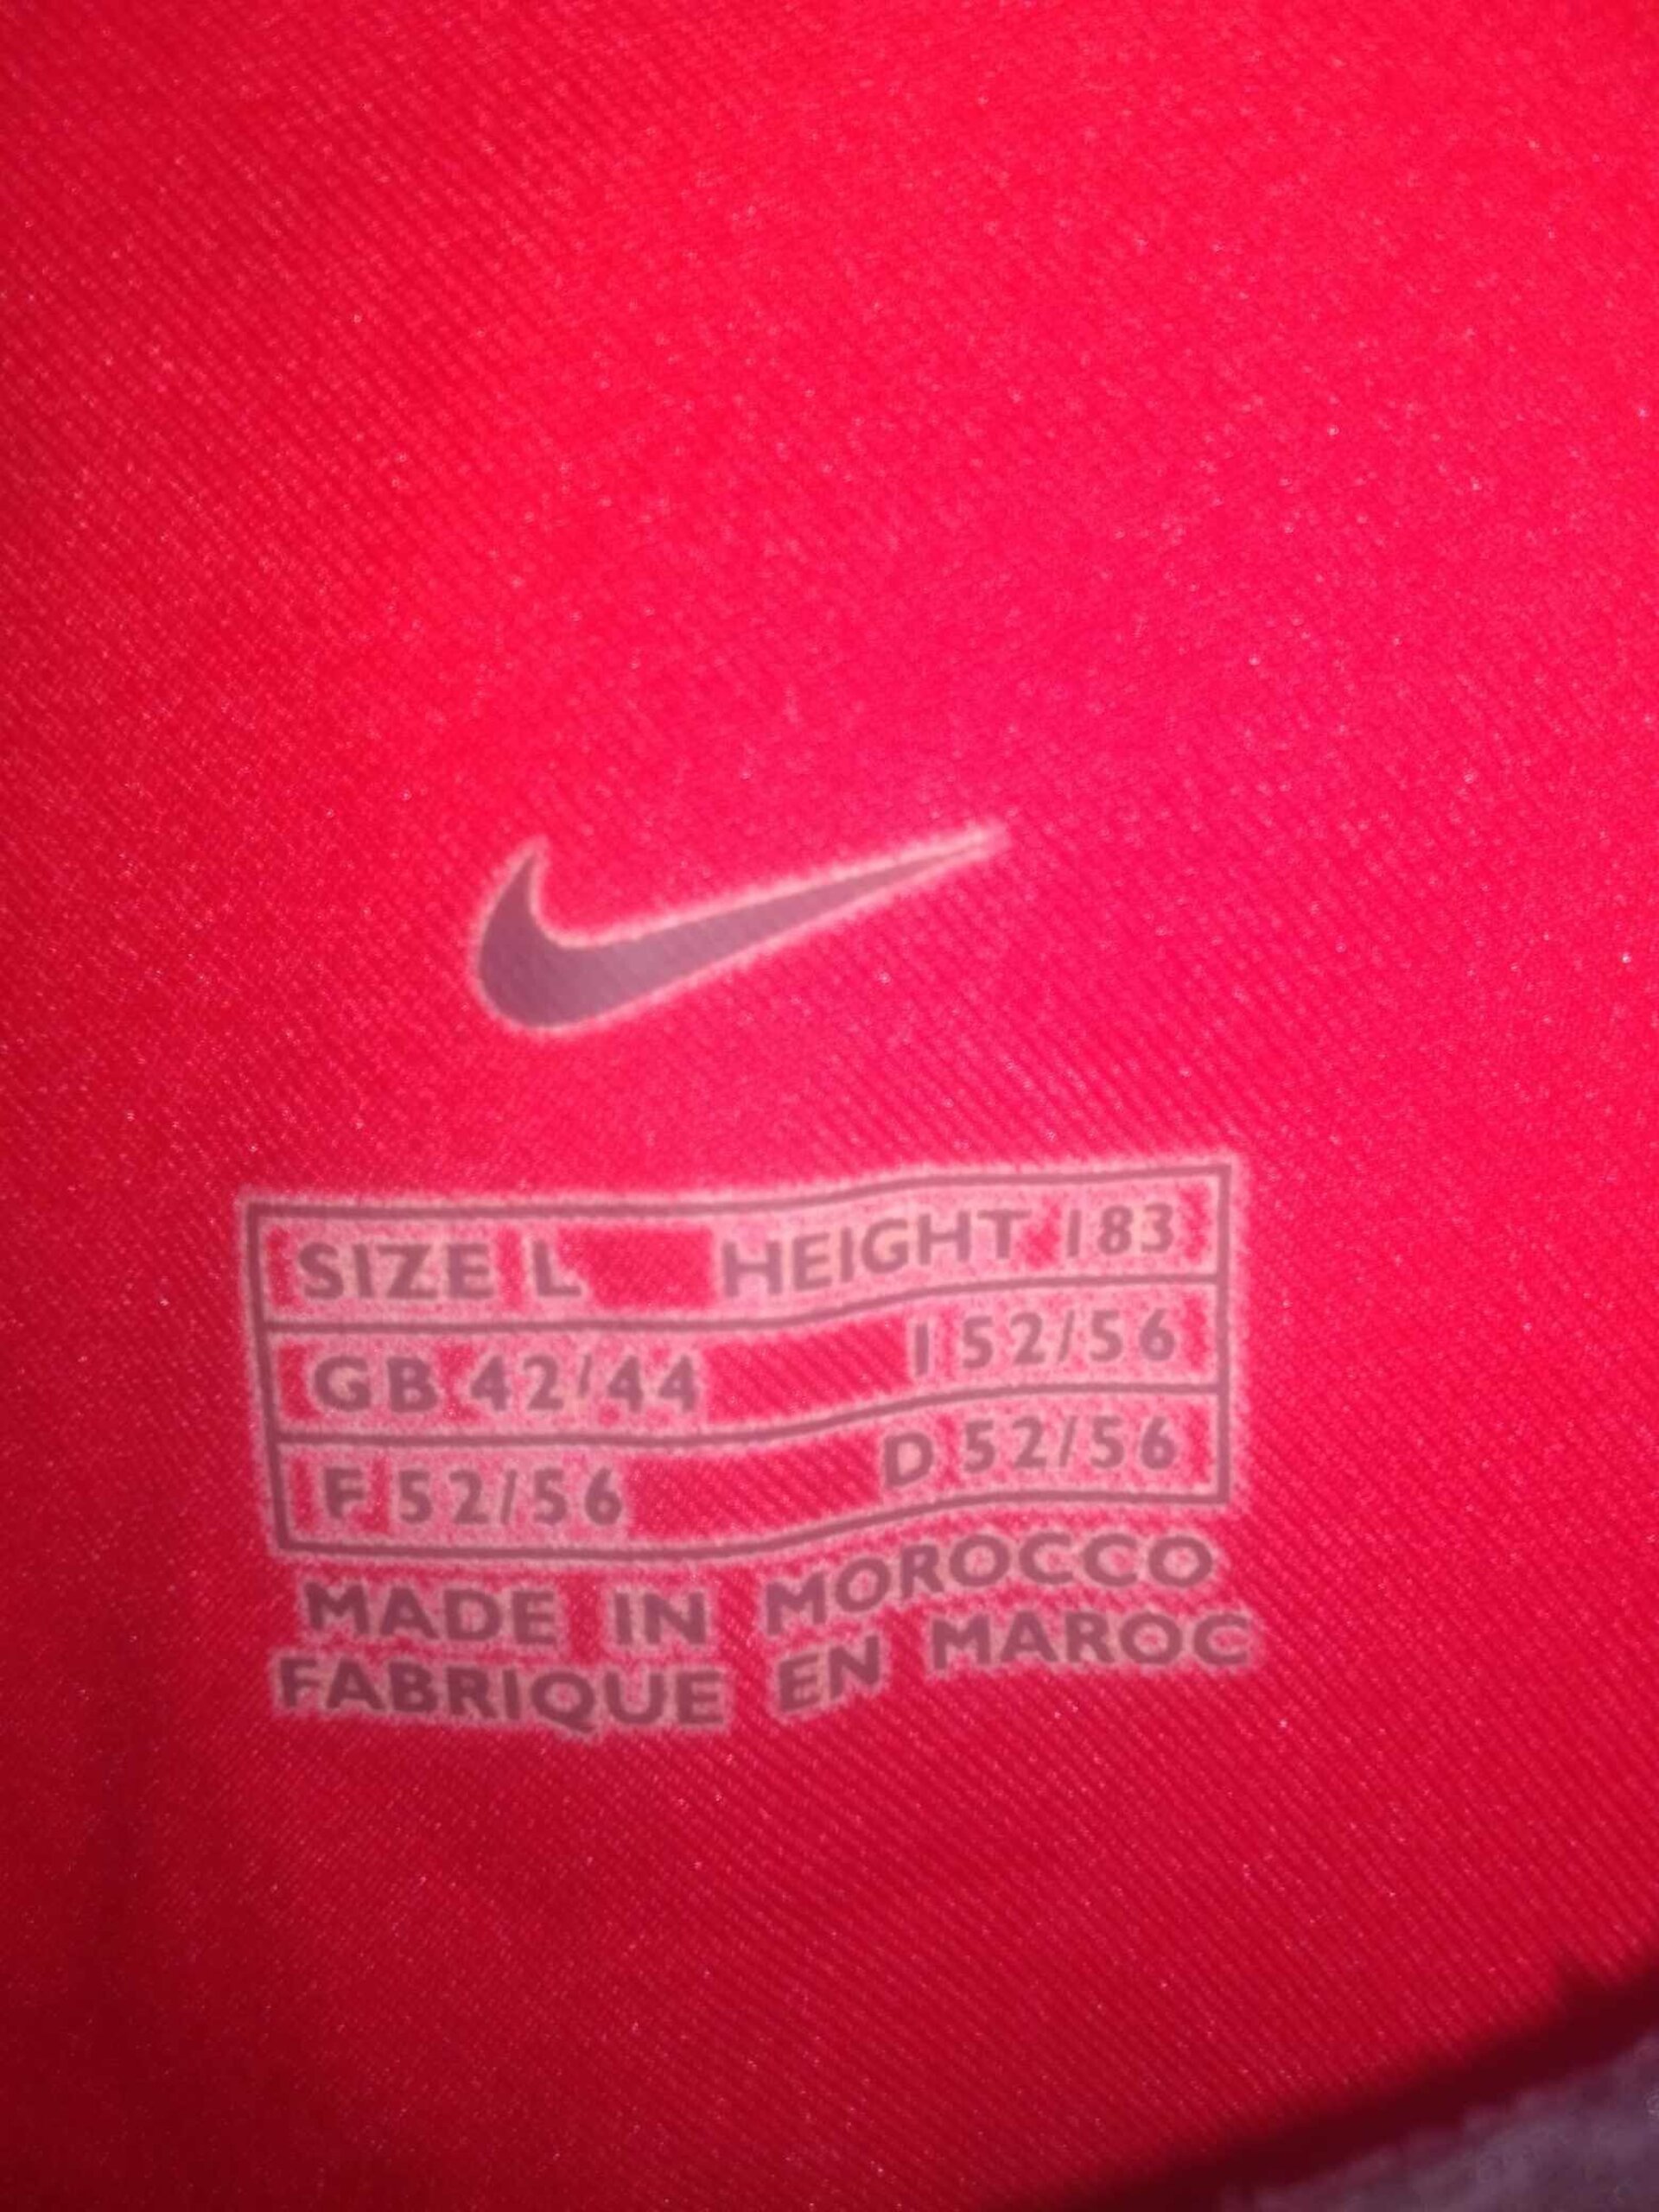 SIZE L HEIGHT 183
GB 42/44 I 52/56
F 52/56 D 52/56
MADE IN MOROCCO
FABRIQUE EN MAROC